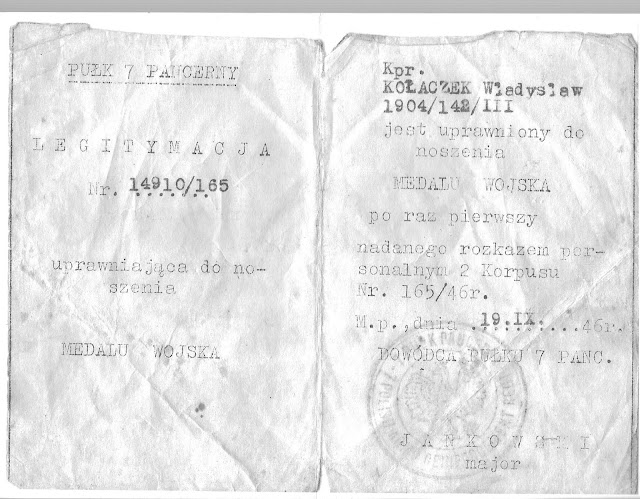 PUŁK 7 PANCERNY
L E G I T Y M A C J A
Nr. 14910/165
uprawniająca do no-
szenia
MEDALU WOJSKA
Kpr.
KOŁACZEK Władysław
1904/142/III
jest uprawniony do
noszenia
MEDALU WOJSKA
po raz pierwszy
nadanego rozkazem per-
sonalnym 2 Korpusu
Nr. 165/46r.
M.p.,dnia .19.IX.........46r.
DOWÓDCA PUŁKU 7 PANC.
J A N K O W S K I
major